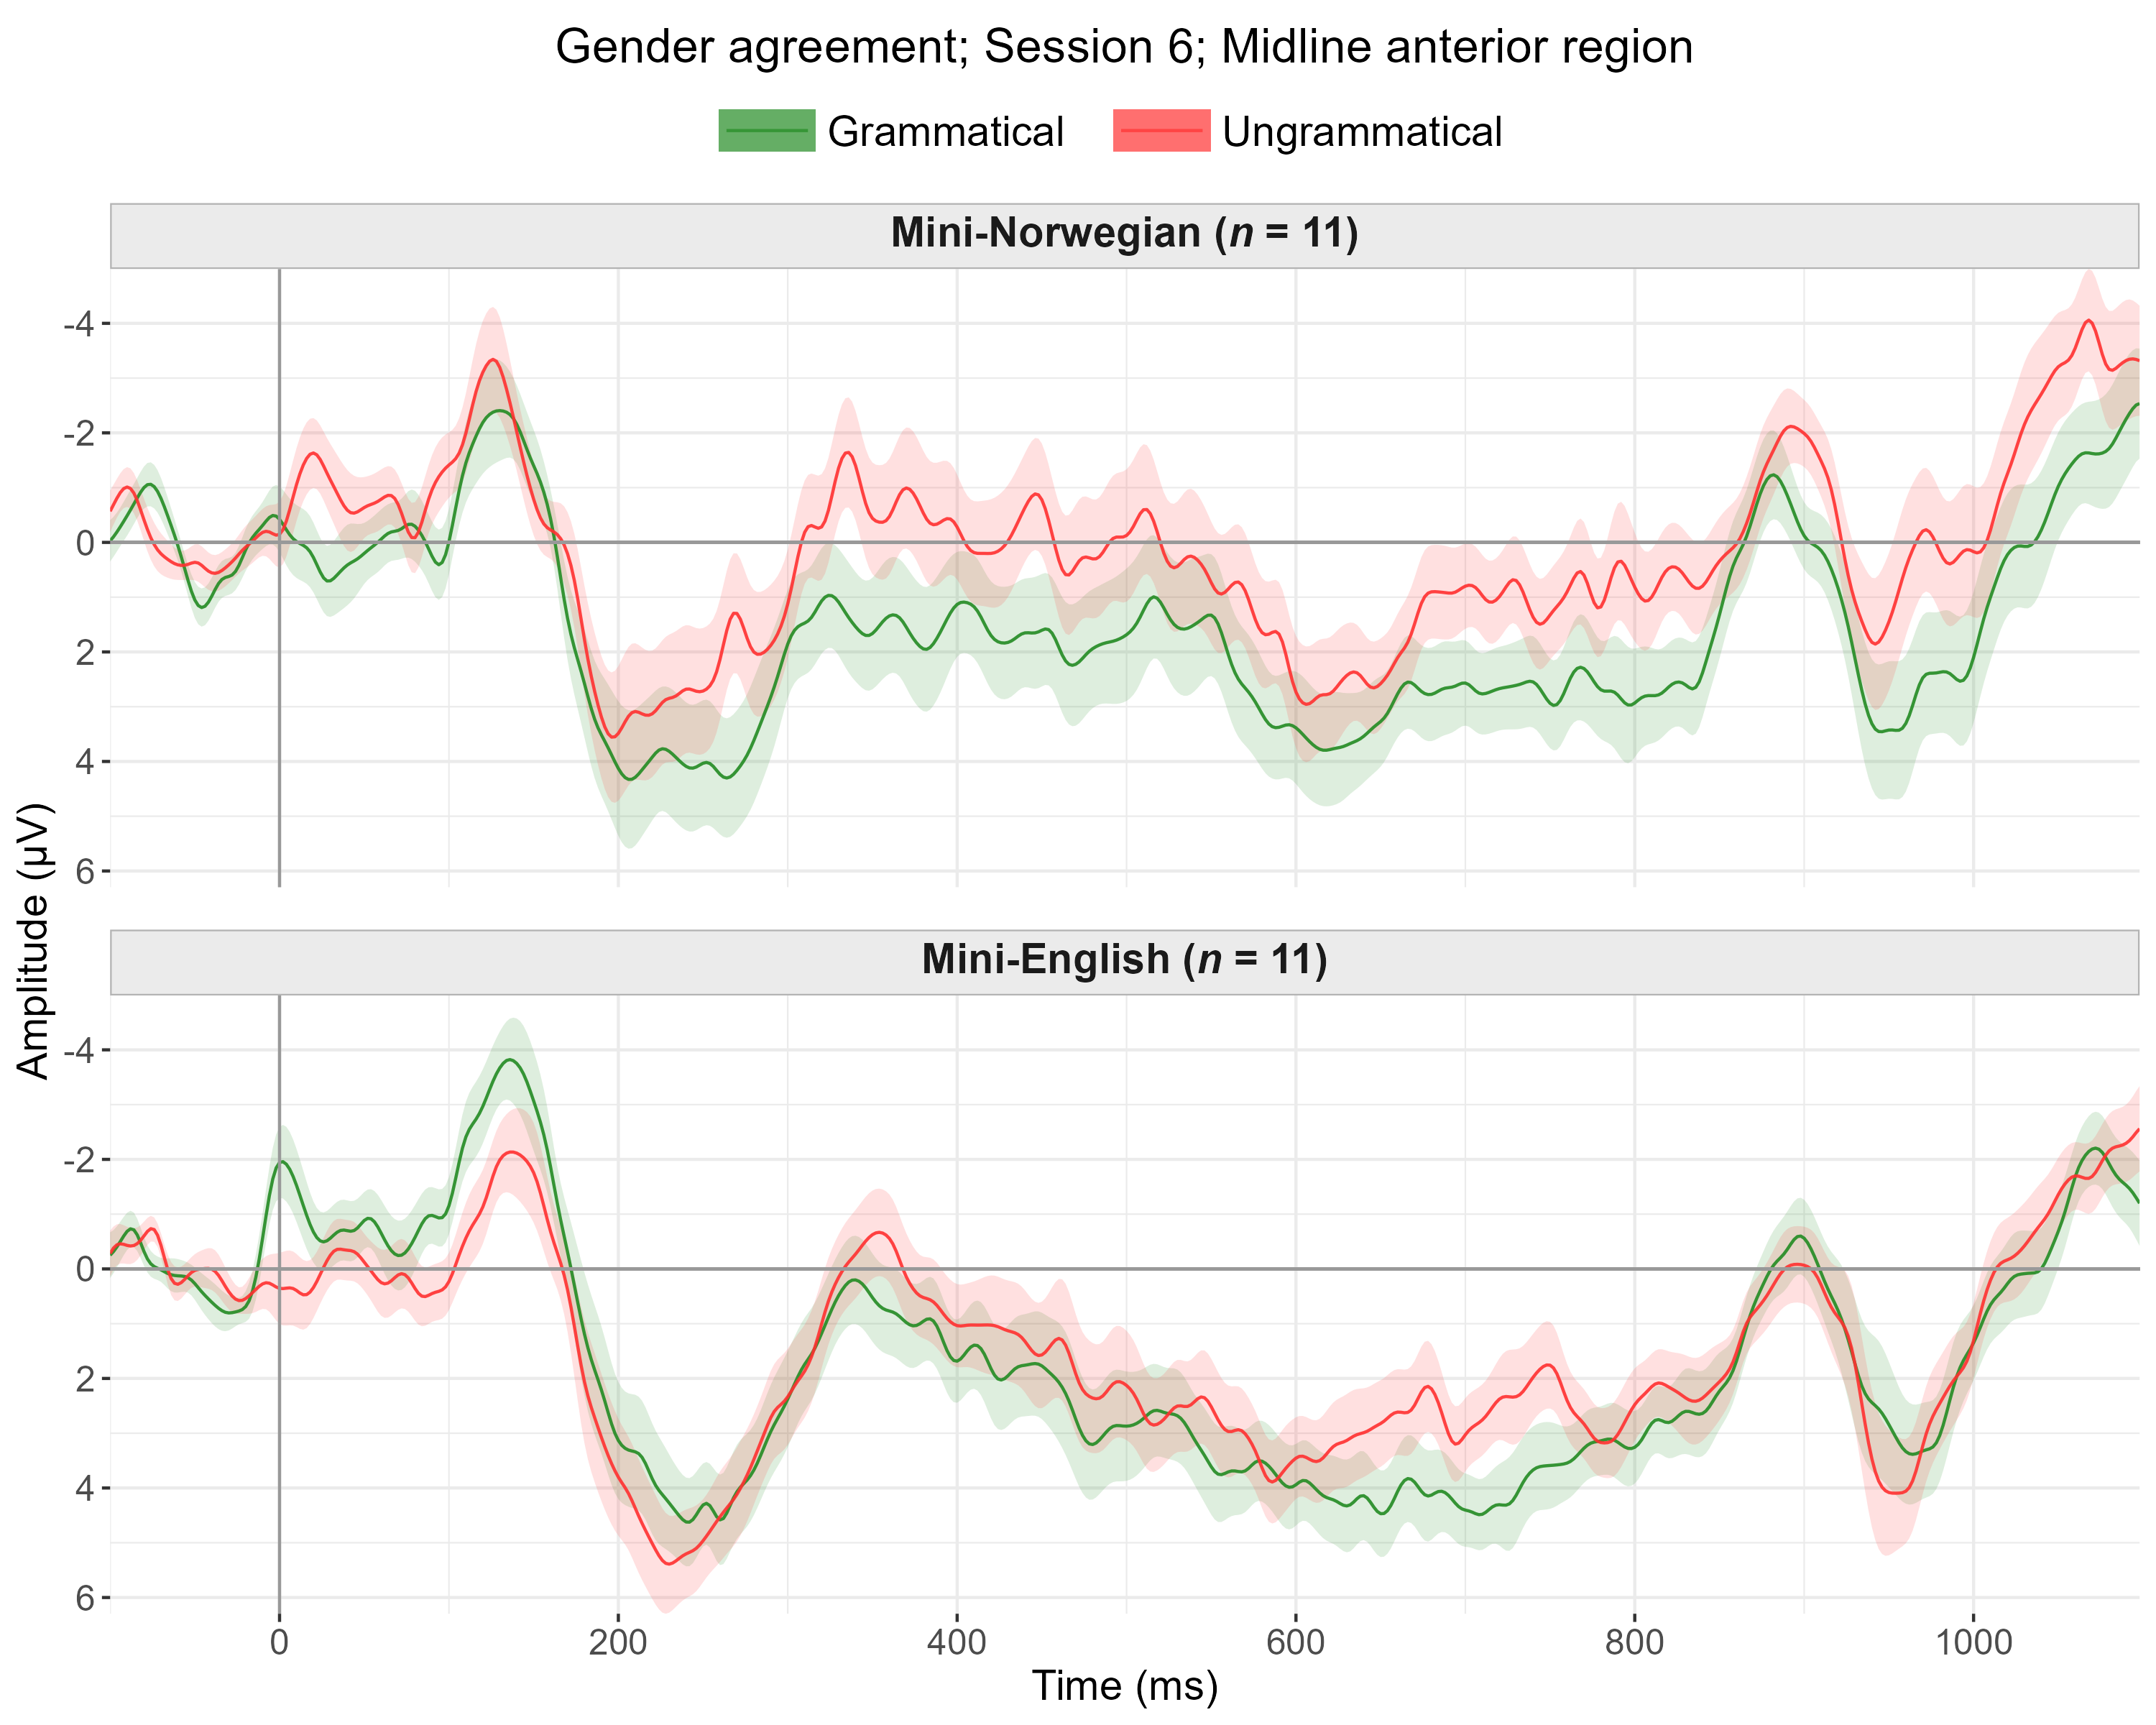 Gender agreement; Session 6; Midline anterior region
Grammatical
Ungrammatical
Mini-Norwegian (n = 11)
-4
-2
0
2
4
6
Amplitude (µV)
Mini-English (n = 11)
-4
-2
0
2
4
6
0 200 400 600 800 1000
Time (ms)